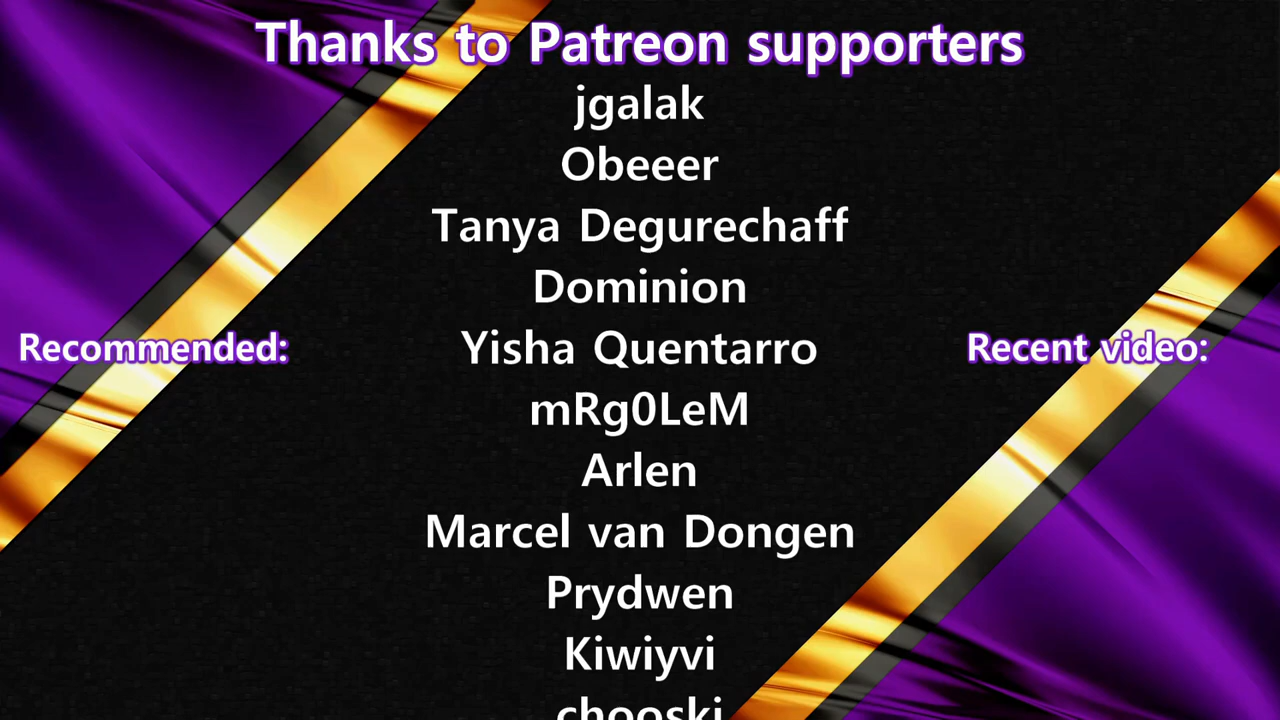 Thanks to Patreon supporters
jgalak
Obeeer
Tanya Degurechaff
Dominion
Recommended:
Yisha Quentarro
Recent video:
mRg0LeM
Arlen
Marcel van Dongen
Prydwen
Kiwiyvi
chooski